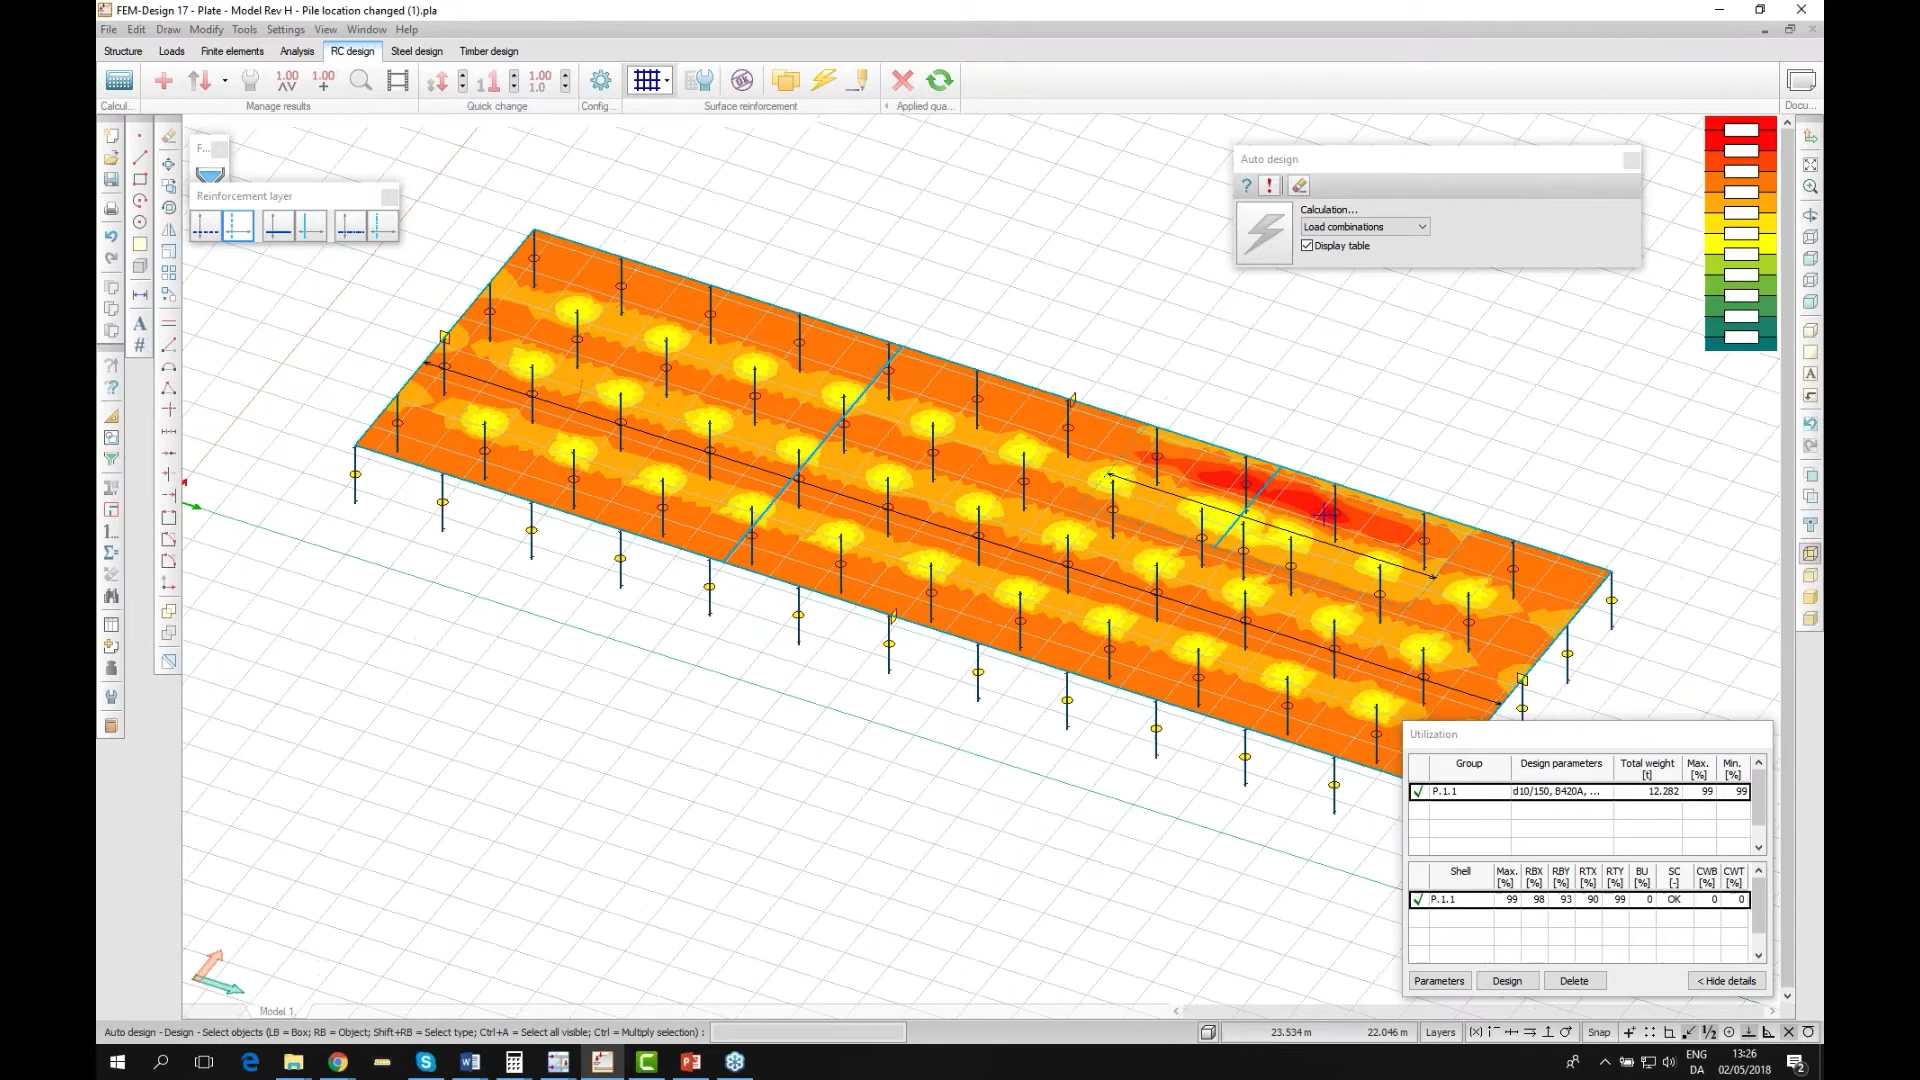 FEM-Design 17 - Plate - Model Rev H - Pile location changed (1).pla
File Edit Draw Modify Tools Settings View Window Help
Structure Loads Finite elements Analysis RC design Steel design Timber design
Calcul... Manage results Quick change Config... Surface reinforcement Applied qua... Docu...
F...
Reinforcement layer
Auto design
Calculation...
Load combinations
Display table
Utilization
Group Design parameters Total weight [t] Max. [%] Min. [%]
P.1.1 d10/150, B420A, ... 12.282 99 99
Shell Max. [%] RBX [%] RBY [%] RTX [%] RTY [%] BU [%] SC [-] CWB [%] CWT [%]
P.1.1 99 98 93 90 99 0 OK 0 0
Parameters Design Delete < Hide details
Model 1.
Auto design - Design - Select objects (LB = Box; RB = Object; Shift+RB = Select type; Ctrl+A = Select all visible; Ctrl = Multiply selection) :
23.534 m 22.046 m Layers Snap
ENG 13:26
DA 02/05/2018 2